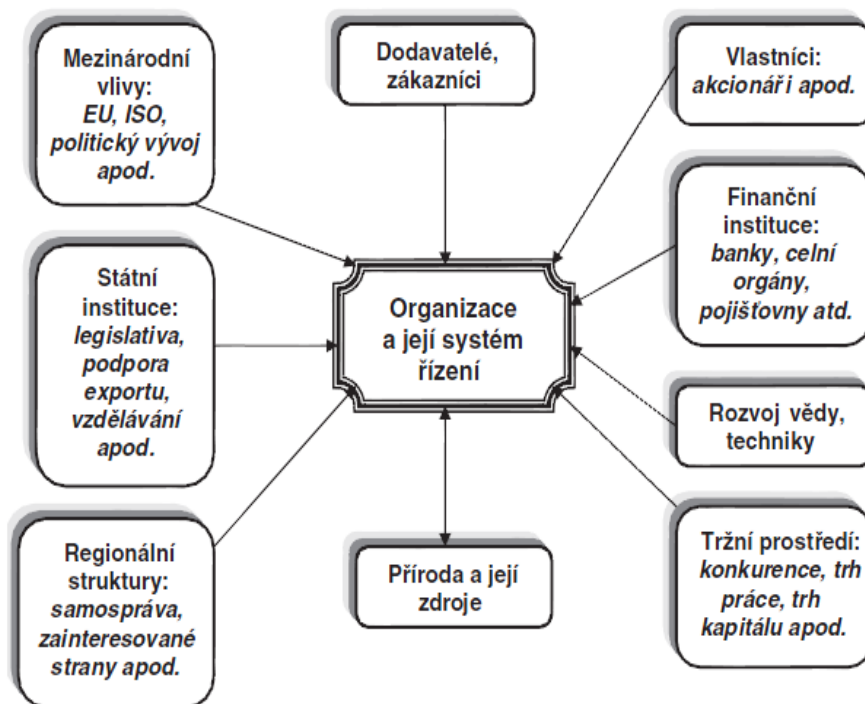 Mezinárodní
vlivy:
EU, ISO,
politický vývoj
apod.
Dodavatelé,
zákazníci
Vlastníci:
akcionáři apod.
Finanční
instituce:
banky, celní
orgány,
pojišťovny atd.
Státní
instituce:
legislativa,
podpora
exportu,
vzdělávání
apod.
Organizace
a její systém
řízení
Rozvoj vědy,
techniky
Regionální
struktury:
samospráva,
zainteresované
strany apod.
Příroda a její
zdroje
Tržní prostředí:
konkurence, trh
práce, trh
kapitálu apod.